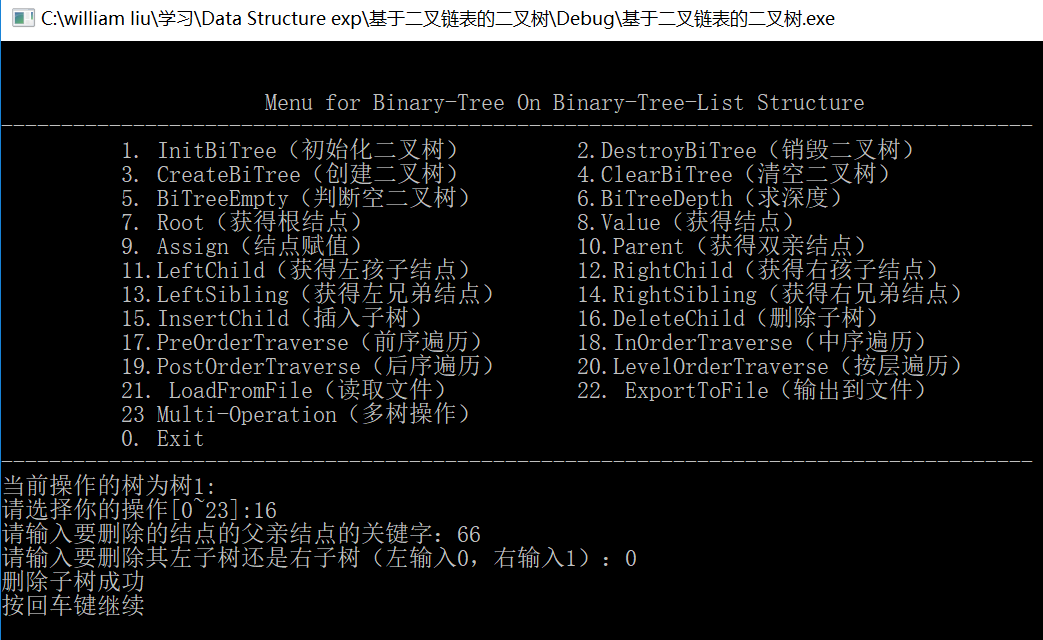 C:\william liu\学习\Data Structure exp\基于二叉链表的二叉树\Debug\基于二叉链表的二叉树.exe
Menu for Binary-Tree On Binary-Tree-List Structure
1. InitBiTree（初始化二叉树） 2.DestroyBiTree（销毁二叉树）
3. CreateBiTree（创建二叉树） 4.ClearBiTree（清空二叉树）
5. BiTreeEmpty（判断空二叉树） 6.BiTreeDepth（求深度）
7. Root（获得根结点） 8.Value（获得结点）
9. Assign（结点赋值） 10.Parent（获得双亲结点）
11.LeftChild（获得左孩子结点） 12.RightChild（获得右孩子结点）
13.LeftSibling（获得左兄弟结点） 14.RightSibling（获得右兄弟结点）
15.InsertChild（插入子树） 16.DeleteChild（删除子树）
17.PreOrderTraverse（前序遍历） 18.InOrderTraverse（中序遍历）
19.PostOrderTraverse（后序遍历） 20.LevelOrderTraverse（按层遍历）
21. LoadFromFile（读取文件） 22. ExportToFile（输出到文件）
23 Multi-Operation（多树操作）
0. Exit
当前操作的树为树1:
请选择你的操作[0~23]:16
请输入要删除的结点的父亲结点的关键字：66
请输入要删除其左子树还是右子树（左输入0，右输入1）：0
删除子树成功
按回车键继续